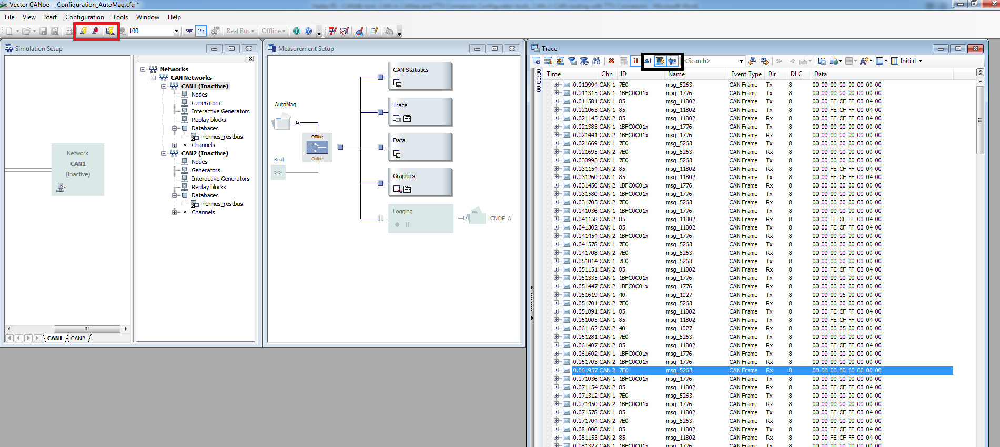 Vector CANoe - Configuration_AutoMag.cfg *
File View Start Configuration Tools Window Help
100 sym hex Real Bus Offline
Simulation Setup
Network
CAN1
(Inactive)
CAN1 CAN2
Networks
CAN Networks
CAN1 (Inactive)
Nodes
Generators
Interactive Generators
Replay blocks
Databases
hermes_restbus
Channels
CAN2 (Inactive)
Nodes
Generators
Interactive Generators
Replay blocks
Databases
hermes_restbus
Channels
Measurement Setup
AutoMag
Offline
Online
Real
>>
CAN Statistics
Trace
Data
Graphics
Logging
CNOE_A
Trace
Δt <Search> Initial
00:00:00
Time Chn ID Name Event Type Dir DLC Data
0.010994 CAN 1 7E0 msg_5263 CAN Frame Tx 8 00 00 00 00 00 00 00 00
0.011315 CAN 1 1BFC0C01x msg_1776 CAN Frame Tx 8 00 00 00 00 00 00 00 00
0.011581 CAN 1 85 msg_11802 CAN Frame Tx 8 00 00 FE CF FF 00 04 00
0.021063 CAN 1 85 msg_11802 CAN Frame Tx 8 00 00 FE CF FF 00 04 00
0.021145 CAN 2 85 msg_11802 CAN Frame Rx 8 00 00 FE CF FF 00 04 00
0.021383 CAN 1 1BFC0C01x msg_1776 CAN Frame Tx 8 00 00 00 00 00 00 00 00
0.021441 CAN 2 1BFC0C01x msg_1776 CAN Frame Rx 8 00 00 00 00 00 00 00 00
0.021669 CAN 1 7E0 msg_5263 CAN Frame Tx 8 00 00 00 00 00 00 00 00
0.021695 CAN 2 7E0 msg_5263 CAN Frame Rx 8 00 00 00 00 00 00 00 00
0.030993 CAN 1 7E0 msg_5263 CAN Frame Tx 8 00 00 00 00 00 00 00 00
0.031154 CAN 2 85 msg_11802 CAN Frame Rx 8 00 00 FE CF FF 00 04 00
0.031260 CAN 1 85 msg_11802 CAN Frame Tx 8 00 00 FE CF FF 00 04 00
0.031450 CAN 2 1BFC0C01x msg_1776 CAN Frame Rx 8 00 00 00 00 00 00 00 00
0.031580 CAN 1 1BFC0C01x msg_1776 CAN Frame Tx 8 00 00 00 00 00 00 00 00
0.031705 CAN 2 7E0 msg_5263 CAN Frame Rx 8 00 00 00 00 00 00 00 00
0.041036 CAN 1 1BFC0C01x msg_1776 CAN Frame Tx 8 00 00 00 00 00 00 00 00
0.041158 CAN 2 85 msg_11802 CAN Frame Rx 8 00 00 FE CF FF 00 04 00
0.041302 CAN 1 85 msg_11802 CAN Frame Tx 8 00 00 FE CF FF 00 04 00
0.041454 CAN 2 1BFC0C01x msg_1776 CAN Frame Rx 8 00 00 00 00 00 00 00 00
0.041578 CAN 1 7E0 msg_5263 CAN Frame Tx 8 00 00 00 00 00 00 00 00
0.041708 CAN 2 7E0 msg_5263 CAN Frame Rx 8 00 00 00 00 00 00 00 00
0.051014 CAN 1 7E0 msg_5263 CAN Frame Tx 8 00 00 00 00 00 00 00 00
0.051151 CAN 2 85 msg_11802 CAN Frame Rx 8 00 00 FE CF FF 00 04 00
0.051335 CAN 1 1BFC0C01x msg_1776 CAN Frame Tx 8 00 00 00 00 00 00 00 00
0.051447 CAN 2 1BFC0C01x msg_1776 CAN Frame Rx 8 00 00 00 00 00 00 00 00
0.051619 CAN 1 40 msg_1027 CAN Frame Tx 8 00 00 00 05 00 00 00 00
0.051701 CAN 2 7E0 msg_5263 CAN Frame Rx 8 00 00 00 00 00 00 00 00
0.051891 CAN 1 85 msg_11802 CAN Frame Tx 8 00 00 FE CF FF 00 04 00
0.061005 CAN 1 85 msg_11802 CAN Frame Tx 8 00 00 FE CF FF 00 04 00
0.061162 CAN 2 40 msg_1027 CAN Frame Rx 8 00 00 00 05 00 00 00 00
0.061281 CAN 1 7E0 msg_5263 CAN Frame Tx 8 00 00 00 00 00 00 00 00
0.061407 CAN 2 85 msg_11802 CAN Frame Rx 8 00 00 FE CF FF 00 04 00
0.061602 CAN 1 1BFC0C01x msg_1776 CAN Frame Tx 8 00 00 00 00 00 00 00 00
0.061703 CAN 2 1BFC0C01x msg_1776 CAN Frame Rx 8 00 00 00 00 00 00 00 00
0.061957 CAN 2 7E0 msg_5263 CAN Frame Rx 8 00 00 00 00 00 00 00 00
0.071036 CAN 1 1BFC0C01x msg_1776 CAN Frame Tx 8 00 00 00 00 00 00 00 00
0.071154 CAN 2 85 msg_11802 CAN Frame Rx 8 00 00 FE CF FF 00 04 00
0.071312 CAN 1 7E0 msg_5263 CAN Frame Tx 8 00 00 00 00 00 00 00 00
0.071450 CAN 2 1BFC0C01x msg_1776 CAN Frame Rx 8 00 00 00 00 00 00 00 00
0.071578 CAN 1 85 msg_11802 CAN Frame Tx 8 00 00 FE CF FF 00 04 00
0.071704 CAN 2 7E0 msg_5263 CAN Frame Rx 8 00 00 00 00 00 00 00 00
0.081006 CAN 1 85 msg_11802 CAN Frame Tx 8 00 00 FE CF FF 00 04 00
0.081153 CAN 2 85 msg_11802 CAN Frame Rx 8 00 00 FE CF FF 00 04 00
0.081327 CAN 1 1BFC0C01x msg_1776 CAN Frame Tx 8 00 00 00 00 00 00 00 00